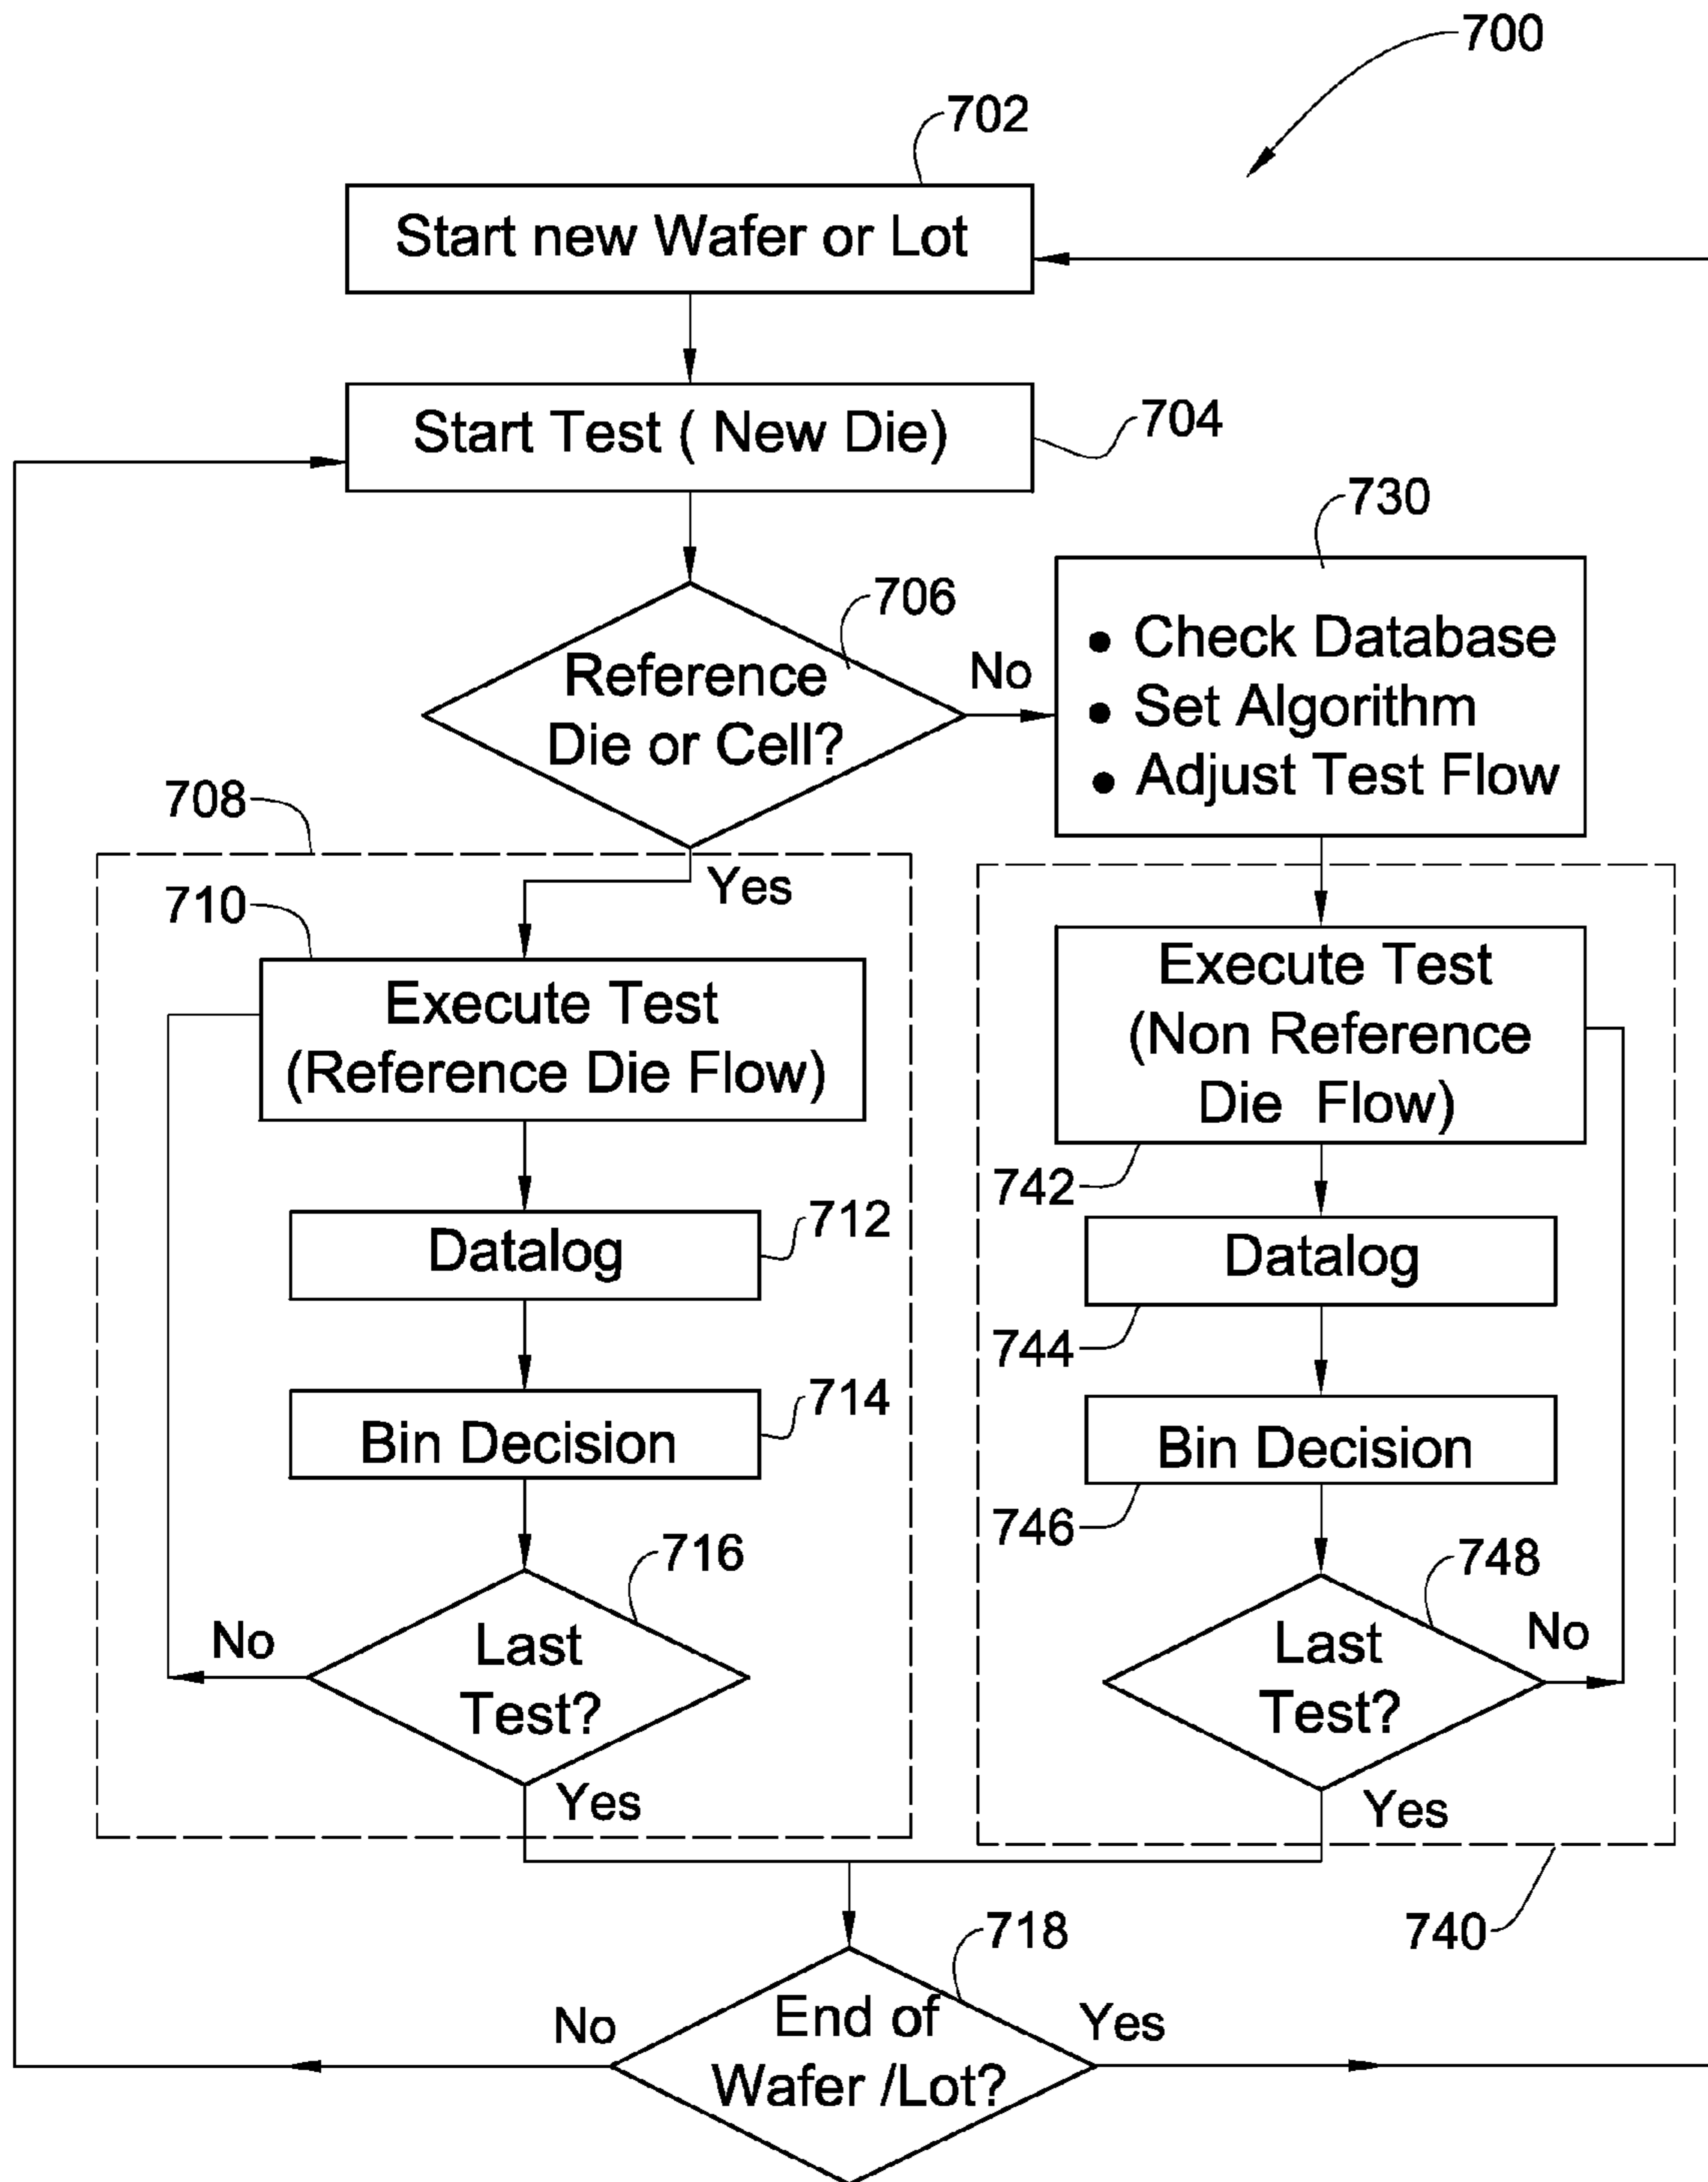 700
702
Start new Wafer or Lot
704
Start Test ( New Die)
730
706
Reference
Die or Cell?
No
• Check Database
• Set Algorithm
• Adjust Test Flow
708
Yes
710
Execute Test
(Reference Die Flow)
Execute Test
(Non Reference
Die Flow)
742
712
Datalog
Datalog
744
714
Bin Decision
Bin Decision
746
716
748
No
Last
Test?
Last
Test?
No
Yes
Yes
740
718
No
End of
Wafer /Lot?
Yes